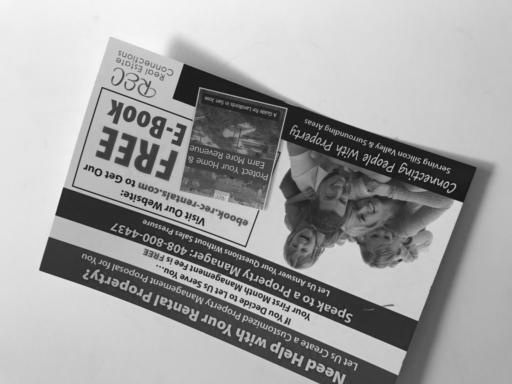 Need Help with Your Rental Property?
Let Us Create a Customized Property Management Proposal for You
If You Decide to Let Us Serve You....
Your First Month Management Fee is FREE
Speak to a Property Manager: 408-800-4437
Let Us Answer Your Questions Without Sales Pressure
Visit Our Website:
ebook.rec-rentals.com to Get Our
FREE
E-BOOK
Protect Your Home &
Earn More Revenue
A Guide for Landlords in San Jose
Connecting People With Property
Serving Silicon Valley & Surrounding Areas
REC
Real Estate
Connections